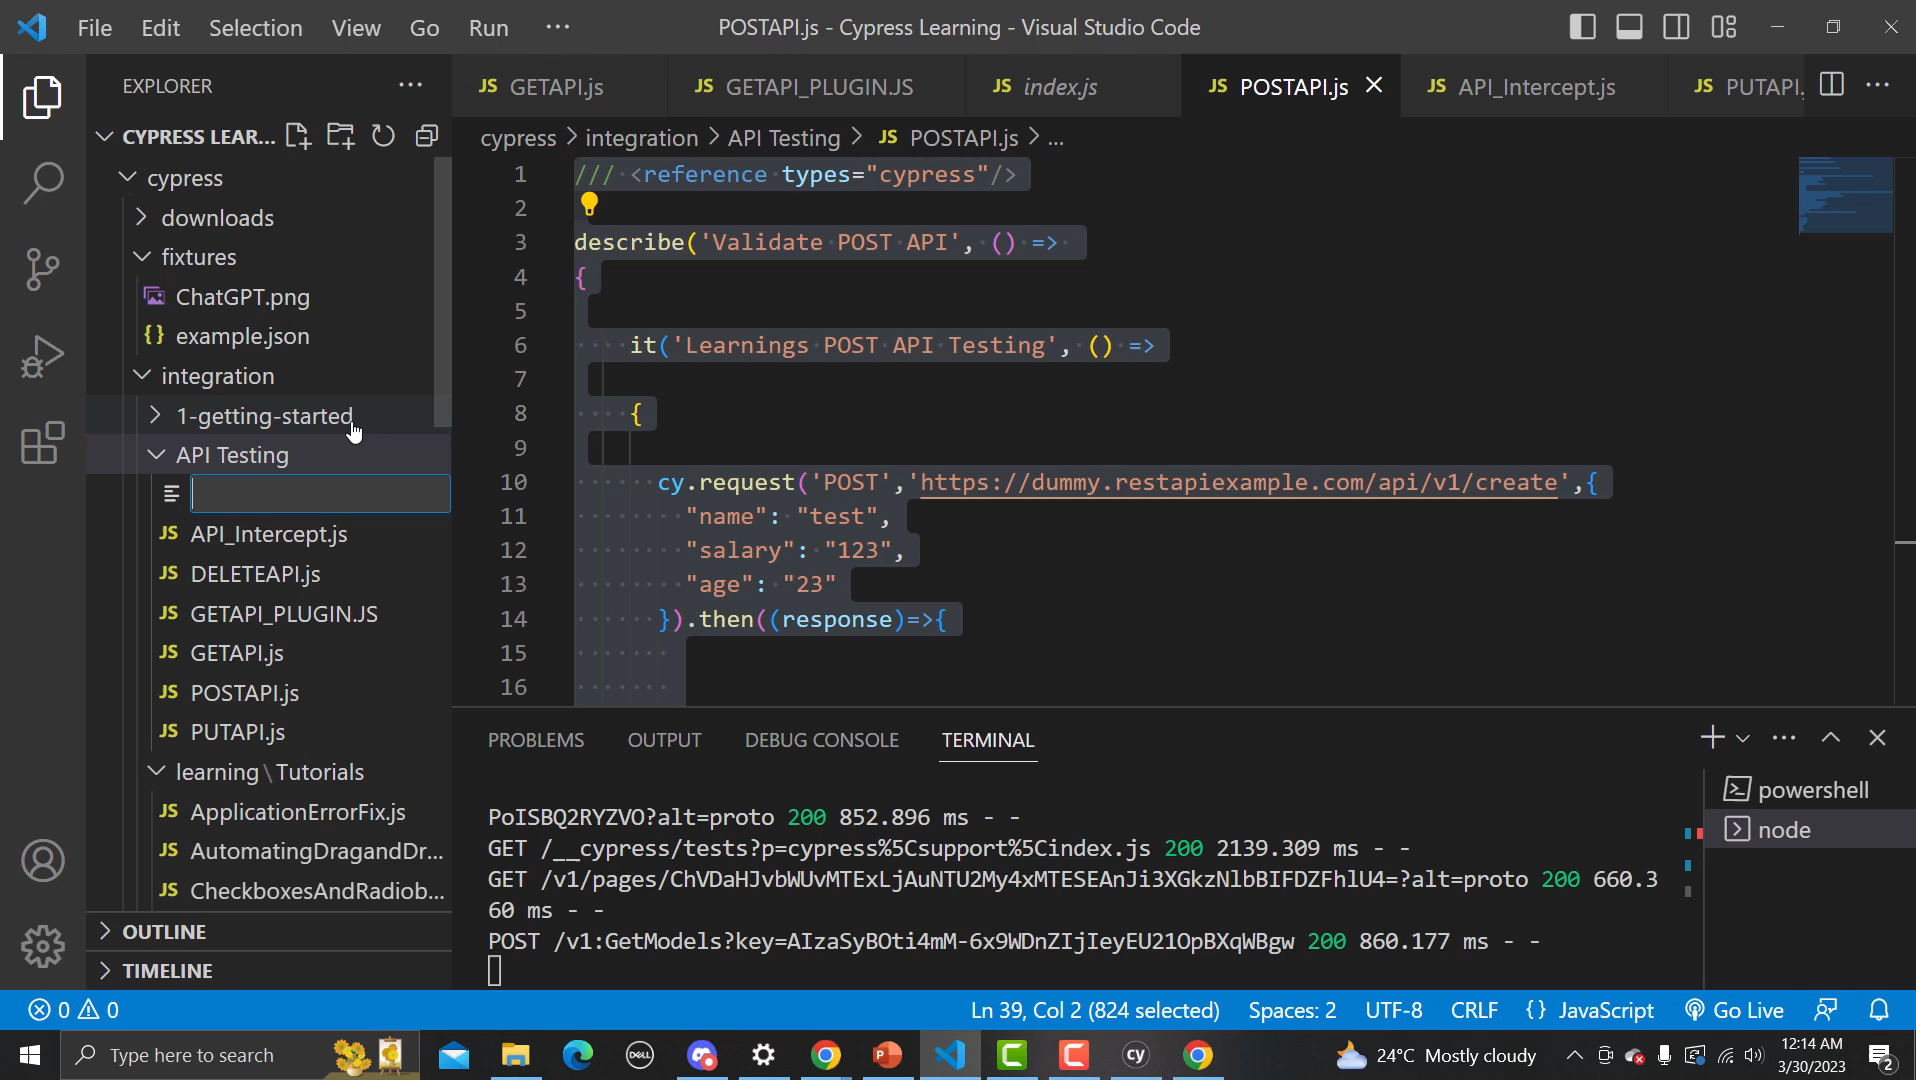 File Edit Selection View Go Run ···
POSTAPI.js - Cypress Learning - Visual Studio Code
EXPLORER
JS GETAPI.js
JS GETAPI_PLUGIN.JS
JS index.js
JS POSTAPI.js
JS API_Intercept.js
JS PUTAPI.
CYPRESS LEAR...
cypress > integration > API Testing > JS POSTAPI.js > ...
cypress
downloads
fixtures
ChatGPT.png
{} example.json
integration
1-getting-started
API Testing
JS API_Intercept.js
JS DELETEAPI.js
JS GETAPI_PLUGIN.JS
JS GETAPI.js
JS POSTAPI.js
JS PUTAPI.js
learning\Tutorials
JS ApplicationErrorFix.js
JS AutomatingDragandDr...
JS CheckboxesAndRadiob...
OUTLINE
TIMELINE
1 /// <reference types="cypress"/>
2
3 describe('Validate POST API', () =>
4 {
5
6 it('Learnings POST API Testing', () =>
7
8 {
9
10 cy.request('POST','https://dummy.restapiexample.com/api/v1/create',{
11 "name": "test",
12 "salary": "123",
13 "age": "23"
14 }).then((response)=>{
15
16
PROBLEMS OUTPUT DEBUG CONSOLE TERMINAL
PoISBQ2RYZVO?alt=proto 200 852.896 ms - -
GET /__cypress/tests?p=cypress%5Csupport%5Cindex.js 200 2139.309 ms - -
GET /v1/pages/ChVDaHJvbWUvMTExLjAuNTU2My4xMTESEAnJi3XGkzNlbBIFDZFhlU4=?alt=proto 200 660.3
60 ms - -
POST /v1:GetModels?key=AIzaSyBOti4mM-6x9WDnZIjIeyEU21OpBXqWBgw 200 860.177 ms - -
powershell
node
0 0
Ln 39, Col 2 (824 selected) Spaces: 2 UTF-8 CRLF {} JavaScript Go Live
Type here to search
DELL
cy
24°C Mostly cloudy
12:14 AM
3/30/2023
2